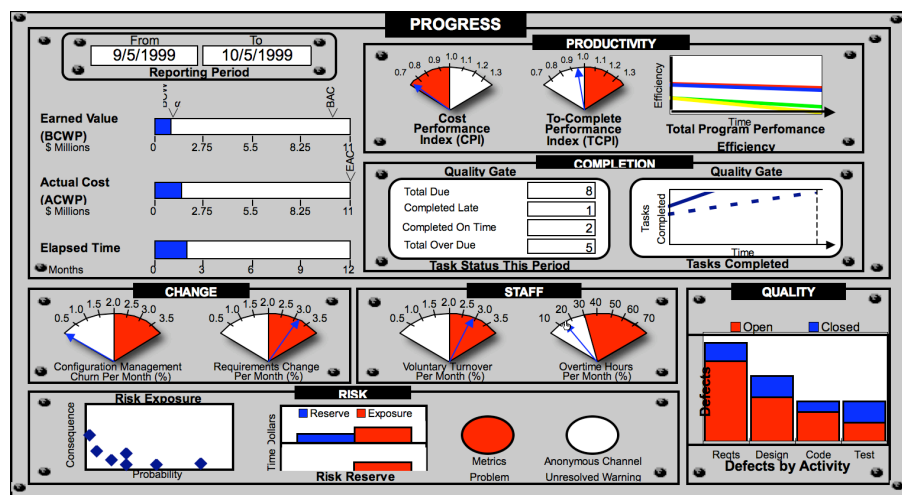 PROGRESS
From
To
9/5/1999
10/5/1999
Reporting Period
BAC
α
Earned Value
(BCWP)
$ Millions
0 2.75 5.5 8.25 11
EAC
Actual Cost
(ACWP)
$ Millions
0 2.75 5.5 8.25 11
Elapsed Time
Months
0 3 6 9 12
PRODUCTIVITY
0.7 0.8 0.9 1.0 1.1 1.2 1.3
Cost
Performance
Index (CPI)
0.7 0.8 0.9 1.0 1.1 1.2 1.3
To-Complete
Performance
Index (TCPI)
Efficiency
Time
Total Program Perfomance
Efficiency
COMPLETION
Quality Gate
Total Due 8
Completed Late 1
Completed On Time 2
Total Over Due 5
Task Status This Period
Quality Gate
Tasks
Completed
Time
Tasks Completed
CHANGE
0.5 1.0 1.5 2.0 2.5 3.0 3.5
Configuration Management
Churn Per Month (%)
0.5 1.0 1.5 2.0 2.5 3.0 3.5
Requirements Change
Per Month (%)
STAFF
0.5 1.0 1.5 2.0 2.5 3.0 3.5
Voluntary Turnover
Per Month (%)
10 20 30 40 50 60 70
Overtime Hours
Per Month (%)
QUALITY
Open Closed
Defects
Reqts Design Code Test
Defects by Activity
RISK
Risk Exposure
Consequence
Probability
Reserve Exposure
Time Dollars
Risk Reserve
Metrics
Problem
Anonymous Channel
Unresolved Warning